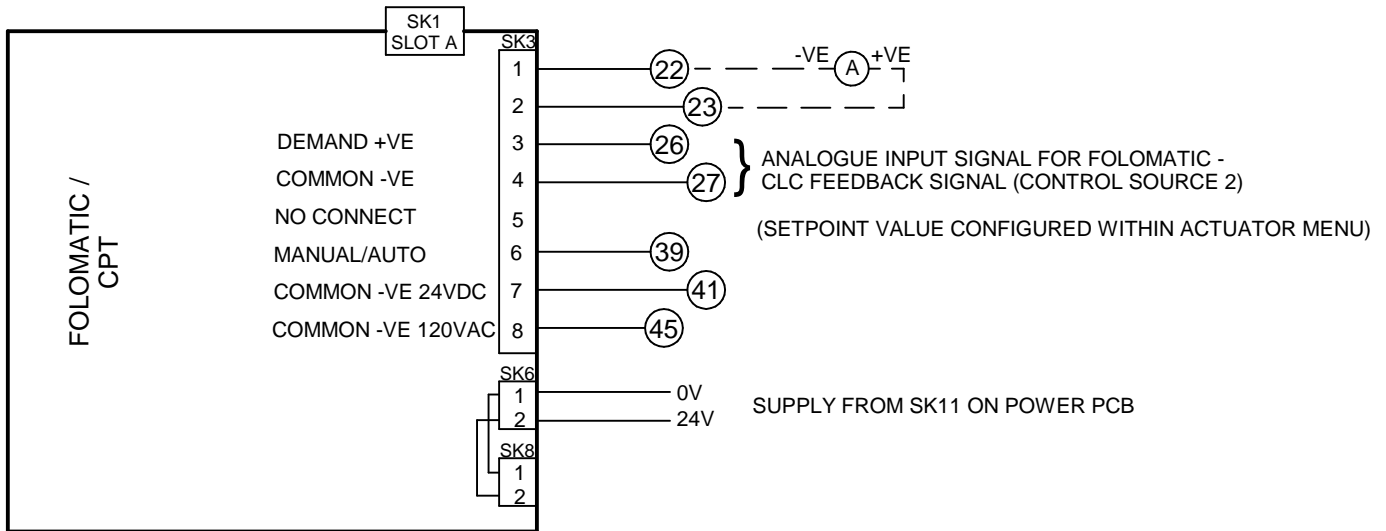 SK1
SLOT A
SK3
1
22
-VE
A
+VE
2
23
DEMAND +VE
3
26
COMMON -VE
4
27
}
ANALOGUE INPUT SIGNAL FOR FOLOMATIC -
CLC FEEDBACK SIGNAL (CONTROL SOURCE 2)
NO CONNECT
5
(SETPOINT VALUE CONFIGURED WITHIN ACTUATOR MENU)
MANUAL/AUTO
6
39
COMMON -VE 24VDC
7
41
COMMON -VE 120VAC
8
45
FOLOMATIC /
CPT
SK6
1
0V
2
24V
SUPPLY FROM SK11 ON POWER PCB
SK8
1
2